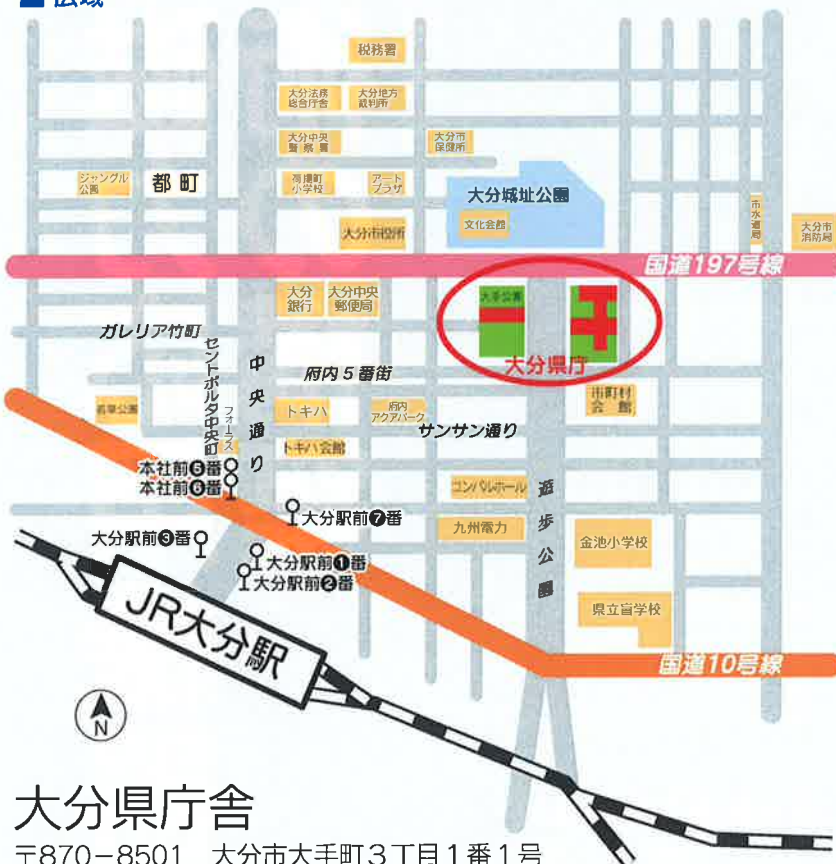 広域
税務署
大分法務
総合庁舎
大分地方
裁判所
大分中央
警察署
大分市
保健所
ジャングル
公園
都町
荷揚町
小学校
アート
プラザ
大分城址公園
文化会館
市水道局
大分市
消防局
大分市役所
国道197号線
大分
銀行
大分中央
郵便局
大手公園
大分県庁
ガレリア竹町
セントポルタ中央町
中央通り
府内5番街
市町村
会館
若草公園
フォーラス
トキハ
府内
アクアパーク
サンサン通り
トキハ会館
本社前❺番
本社前❻番
コンパルホール
遊歩公園
大分駅前❼番
九州電力
大分駅前❸番
金池小学校
大分駅前❶番
大分駅前❷番
県立盲学校
JR大分駅
国道10号線
N
大分県庁舎
〒870-8501 大分市大手町3丁目1番1号